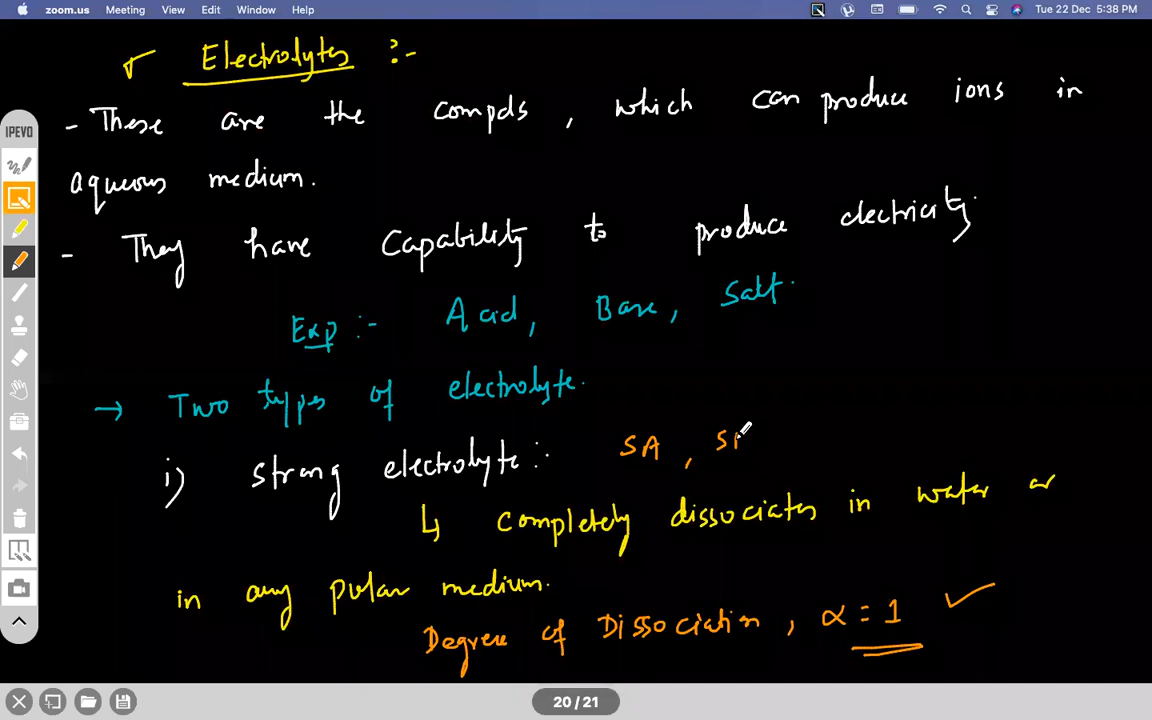 zoom.us Meeting View Edit Window Help Tue 22 Dec 5:38 PM
Electrolytes :-
- These are the compds , which can produce ions in
IPEVO
aqueous medium.
- They have Capability to produce electricity.
Exp :- Acid, Base, Salt.
→ Two types of electrolyte.
i) strong electrolyte :- SA , S
↳ completely dissociates in water or
in any polar medium.
Degree of Dissociation , α = 1 ✓
20 / 21